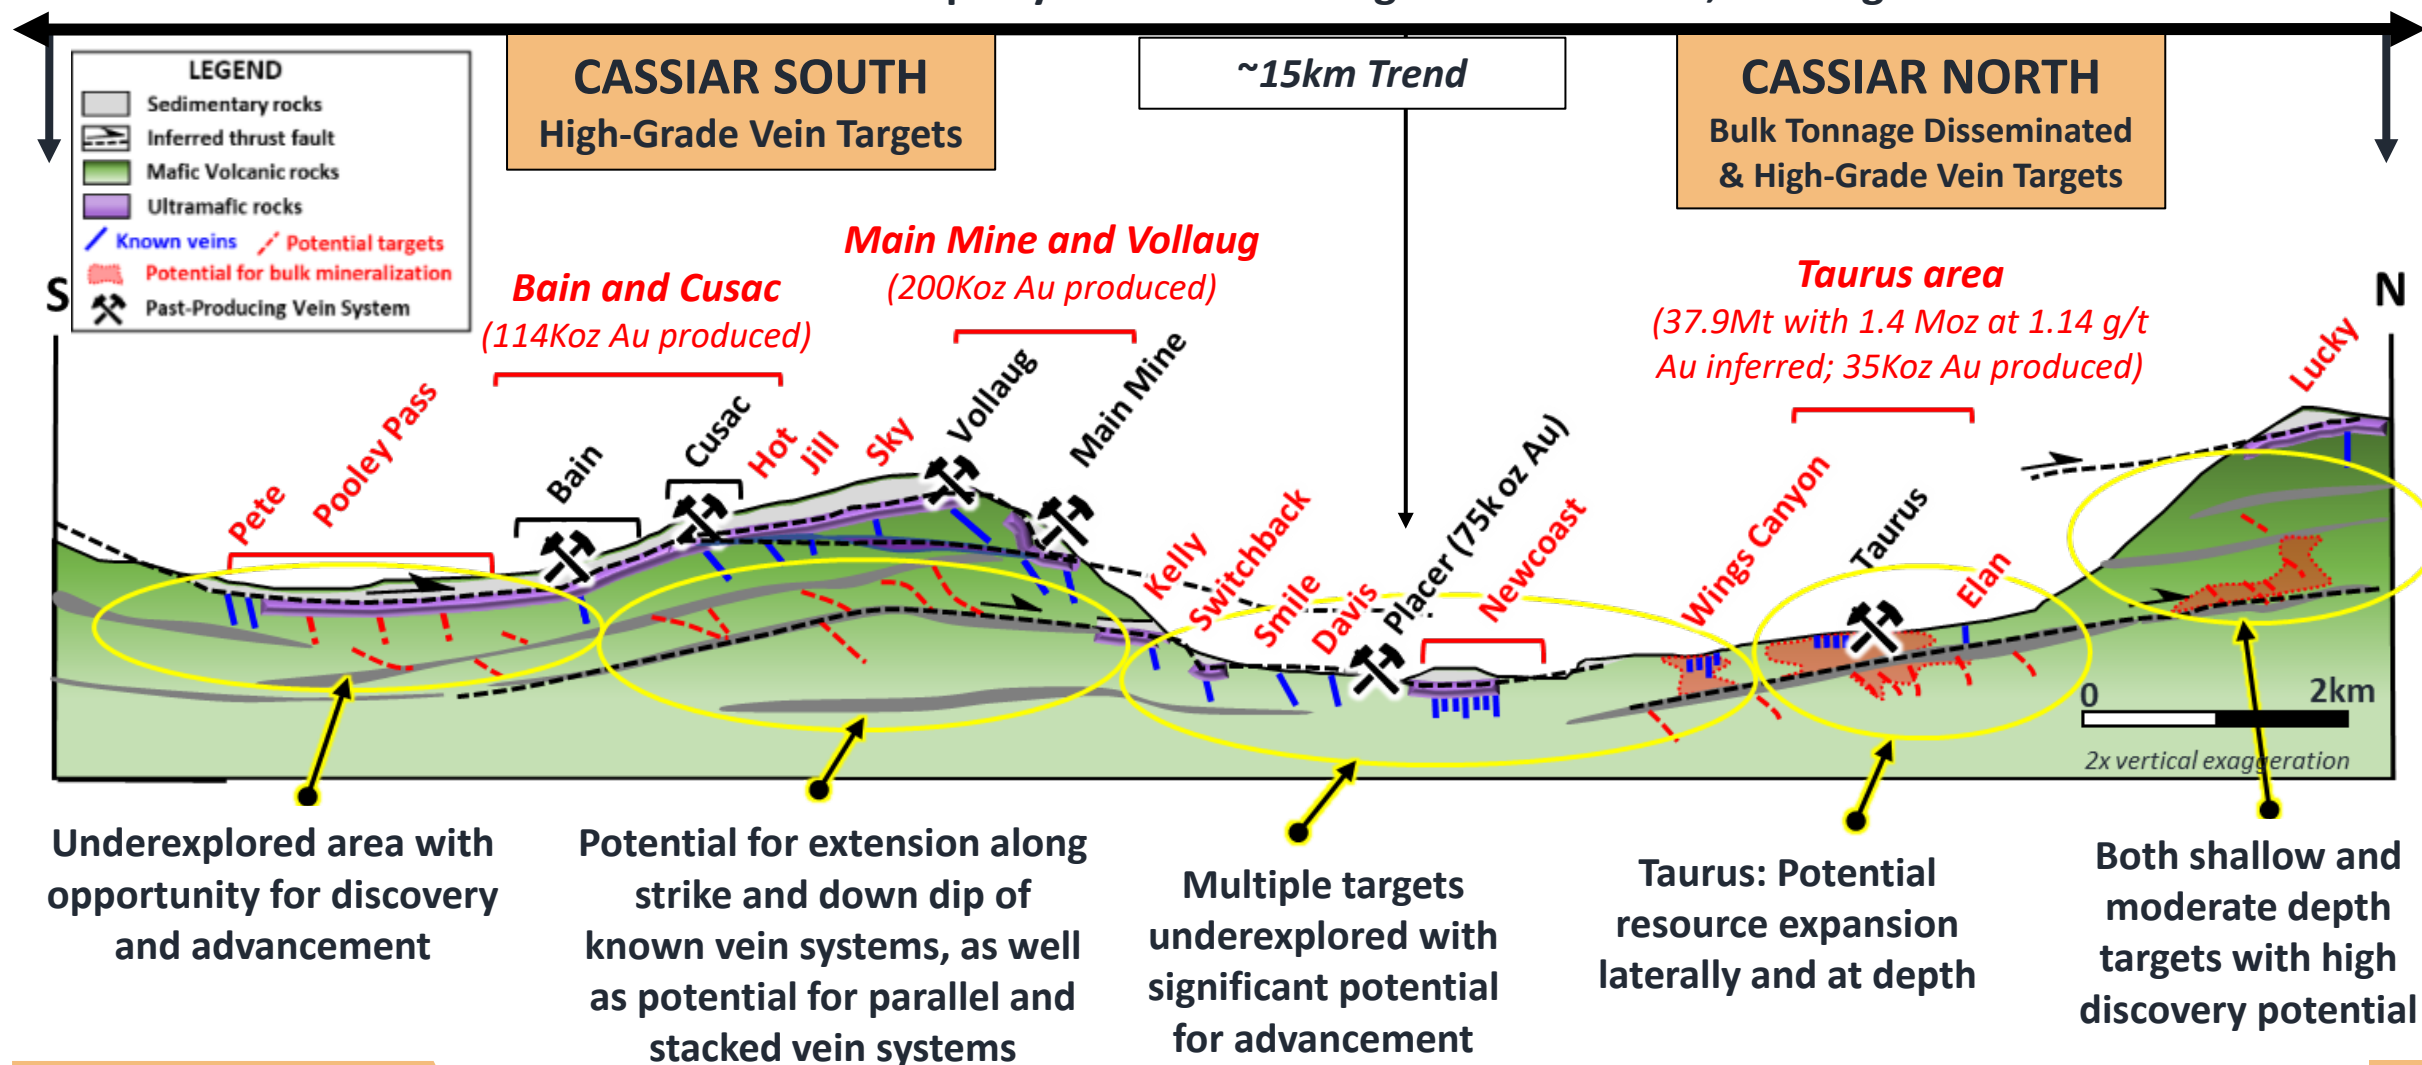 CASSIAR SOUTH
High-Grade Vein Targets
~15km Trend
CASSIAR NORTH
Bulk Tonnage Disseminated
& High-Grade Vein Targets
LEGEND
Sedimentary rocks
Inferred thrust fault
Mafic Volcanic rocks
Ultramafic rocks
Known veins
Potential targets
Potential for bulk mineralization
Past-Producing Vein System
S
N
Bain and Cusac
(114Koz Au produced)
Main Mine and Vollaug
(200Koz Au produced)
Taurus area
(37.9Mt with 1.4 Moz at 1.14 g/t
Au inferred; 35Koz Au produced)
Pete
Pooley Pass
Bain
Cusac
Hot
Jill
Sky
Vollaug
Main Mine
Kelly
Switchback
Smile
Davis
Placer (75k oz Au)
Newcoast
Wings Canyon
Taurus
Elan
Lucky
0
2km
2x vertical exaggeration
Underexplored area with
opportunity for discovery
and advancement
Potential for extension along
strike and down dip of
known vein systems, as well
as potential for parallel and
stacked vein systems
Multiple targets
underexplored with
significant potential
for advancement
Taurus: Potential
resource expansion
laterally and at depth
Both shallow and
moderate depth
targets with high
discovery potential